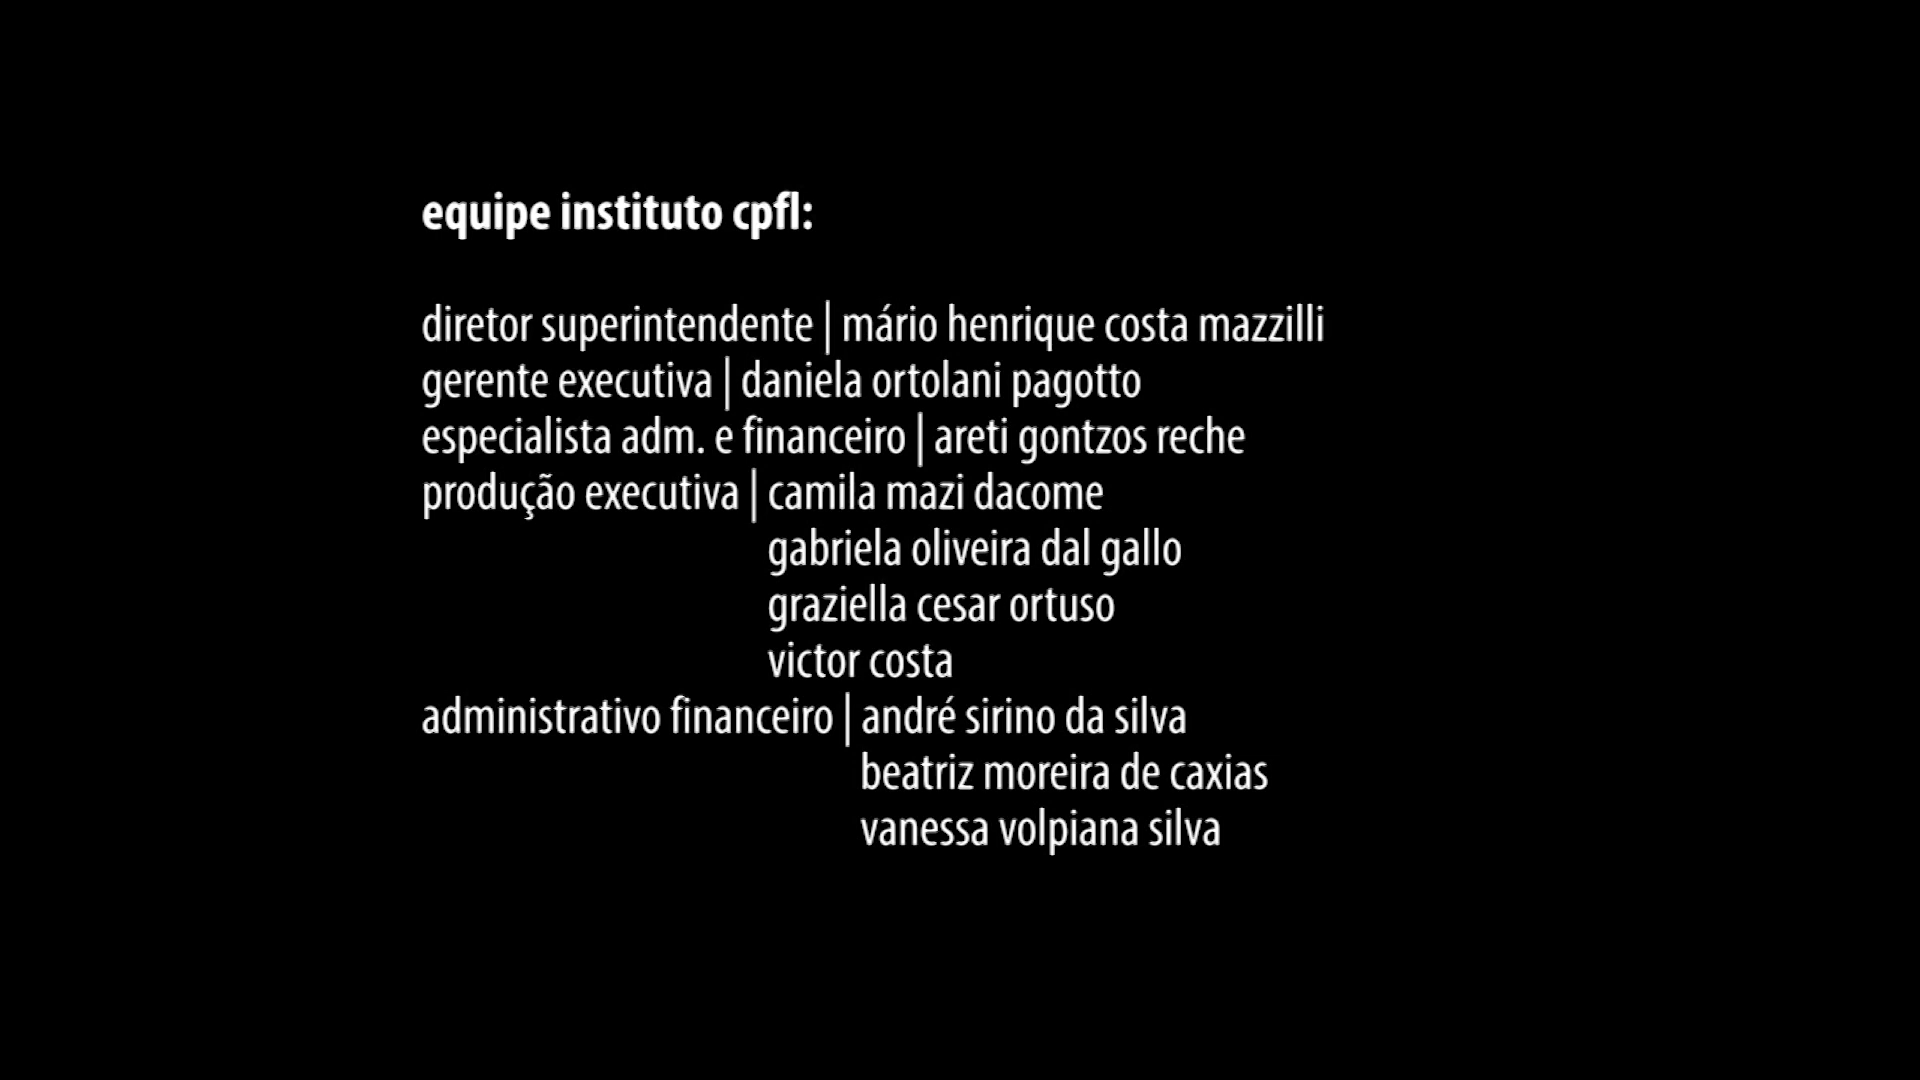 equipe instituto cpfl:
diretor superintendente | mário henrique costa mazzilli
gerente executiva | daniela ortolani pagotto
especialista adm. e financeiro | areti gontzos reche
produção executiva | camila mazi dacome
gabriela oliveira dal gallo
graziella cesar ortuso
victor costa
administrativo financeiro | andré sirino da silva
beatriz moreira de caxias
vanessa volpiana silva